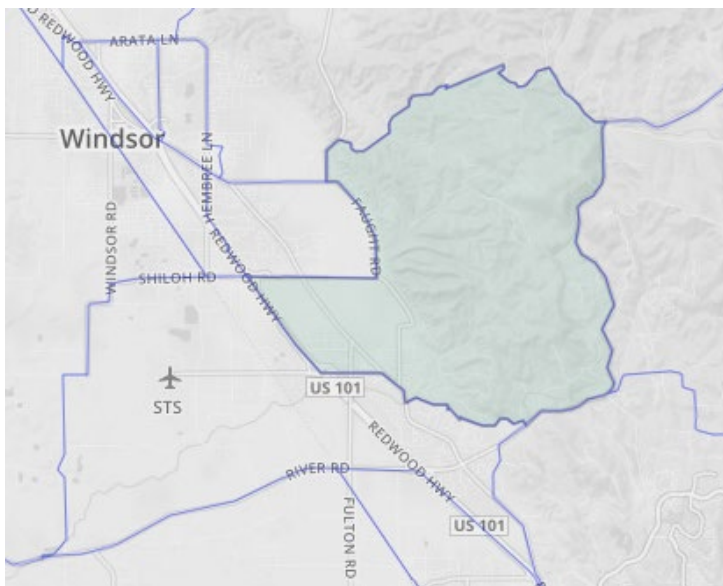 D REDWOOD HWY
ARATA LN
Windsor
HEMBREE LN
WINDSOR RD
FAUGHT RD
H REDWOOD HWY
SHILOH RD
STS
US 101
REDWOOD HWY
RIVER RD
FULTON RD
US 101